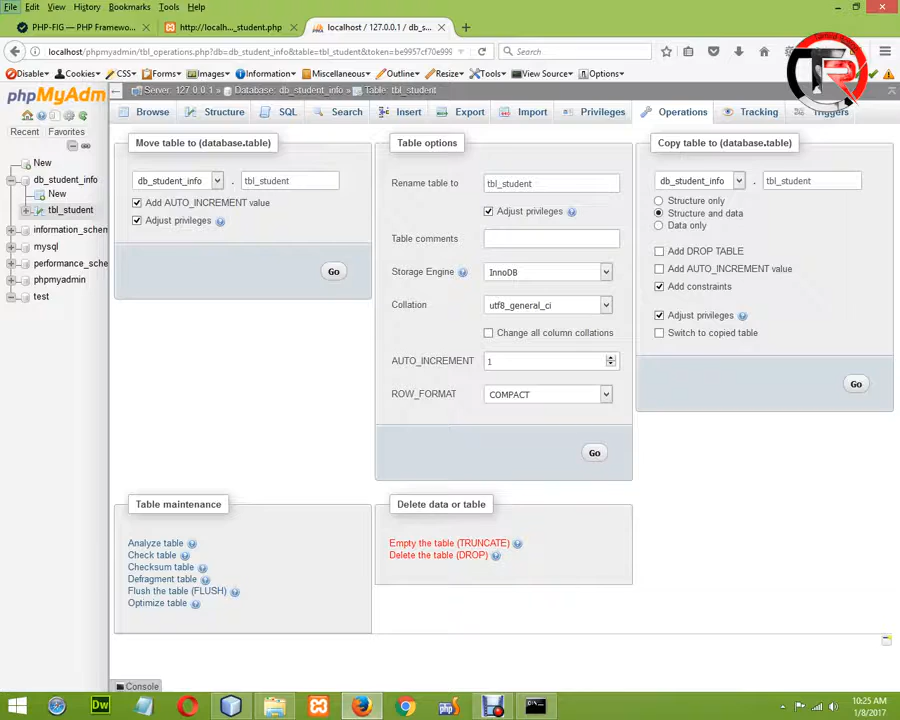 File Edit View History Bookmarks Tools Help
PHP-FIG — PHP Framewo...
http://localh..._student.php
localhost / 127.0.0.1 / db_s...
localhost/phpmyadmin/tbl_operations.php?db=db_student_info&table=tbl_student&token=be9957cf70e999
Search
Disable Cookies CSS Forms Images Information Miscellaneous Outline Resize Tools View Source Options
phpMyAdm
Server: 127.0.0.1 » Database: db_student_info » Table: tbl_student
TR
Browse Structure SQL Search Insert Export Import Privileges Operations Tracking Triggers
Recent Favorites
New
db_student_info
New
tbl_student
information_schem
mysql
performance_sche
phpmyadmin
test
Move table to (database.table)
db_student_info . tbl_student
Add AUTO_INCREMENT value
Adjust privileges
Go
Table options
Rename table to tbl_student
Adjust privileges
Table comments
Storage Engine InnoDB
Collation utf8_general_ci
Change all column collations
AUTO_INCREMENT 1
ROW_FORMAT COMPACT
Go
Copy table to (database.table)
db_student_info . tbl_student
Structure only
Structure and data
Data only
Add DROP TABLE
Add AUTO_INCREMENT value
Add constraints
Adjust privileges
Switch to copied table
Go
Table maintenance
Analyze table
Check table
Checksum table
Defragment table
Flush the table (FLUSH)
Optimize table
Delete data or table
Empty the table (TRUNCATE)
Delete the table (DROP)
Console
Dw
php
10:25 AM
1/8/2017